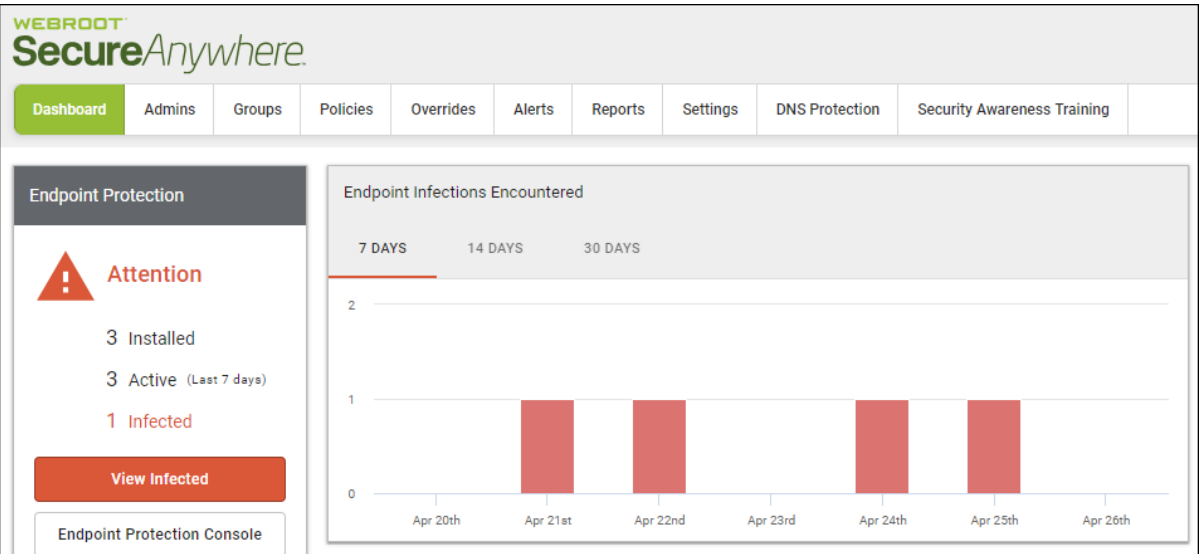 WEBROOT
SecureAnywhere.
Dashboard Admins Groups Policies Overrides Alerts Reports Settings DNS Protection Security Awareness Training
Endpoint Protection
Attention
3 Installed
3 Active (Last 7 days)
1 Infected
View Infected
Endpoint Protection Console
Endpoint Infections Encountered
7 DAYS 14 DAYS 30 DAYS
2
1
0
Apr 20th Apr 21st Apr 22nd Apr 23rd Apr 24th Apr 25th Apr 26th